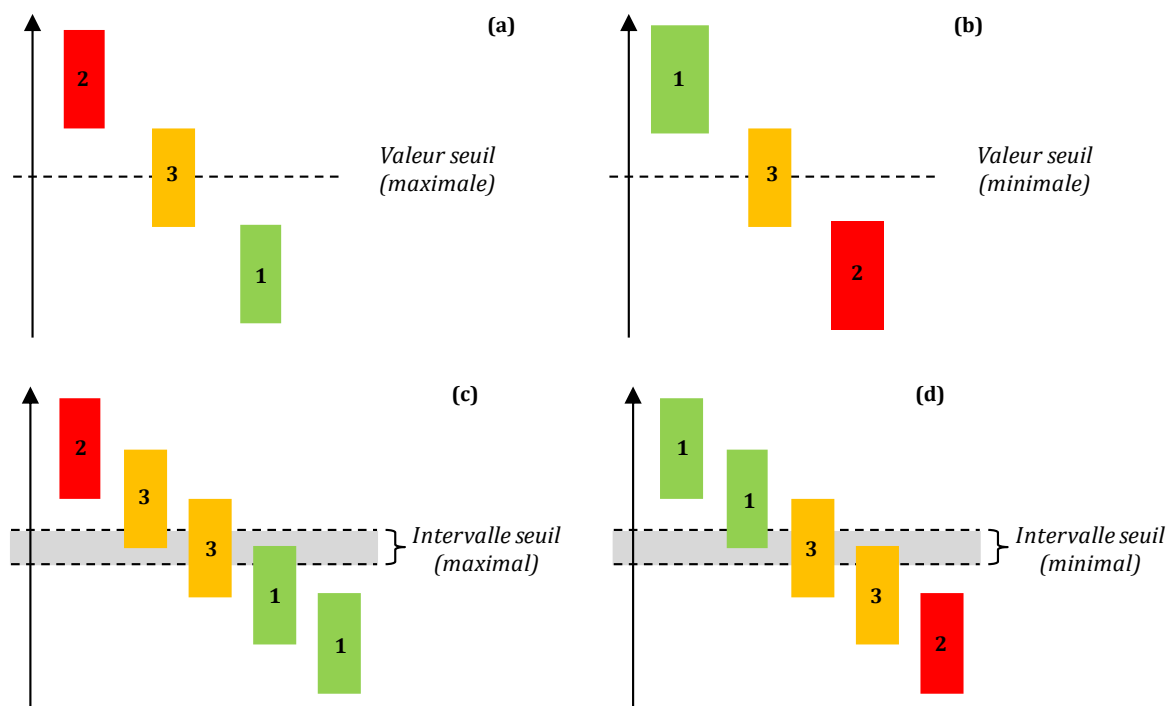 (a)
2
3
Valeur seuil
(maximale)
1
(b)
1
3
Valeur seuil
(minimale)
2
(c)
2
3
3
Intervalle seuil
(maximal)
1
1
(d)
1
1
3
Intervalle seuil
(minimal)
3
2